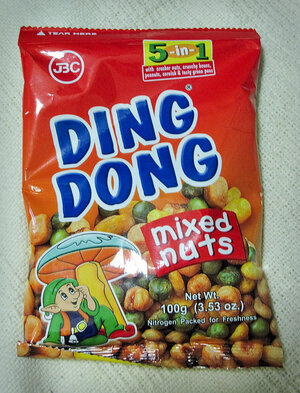 TEAR HERE
JBC
5-in-1
with cracker nuts, crunchy beans,
peanuts, cornick & tasty green peas
DING
DONG
®
mixed
nuts
Net Wt.
100g (3.53 oz.)
Nitrogen Packed for Freshness